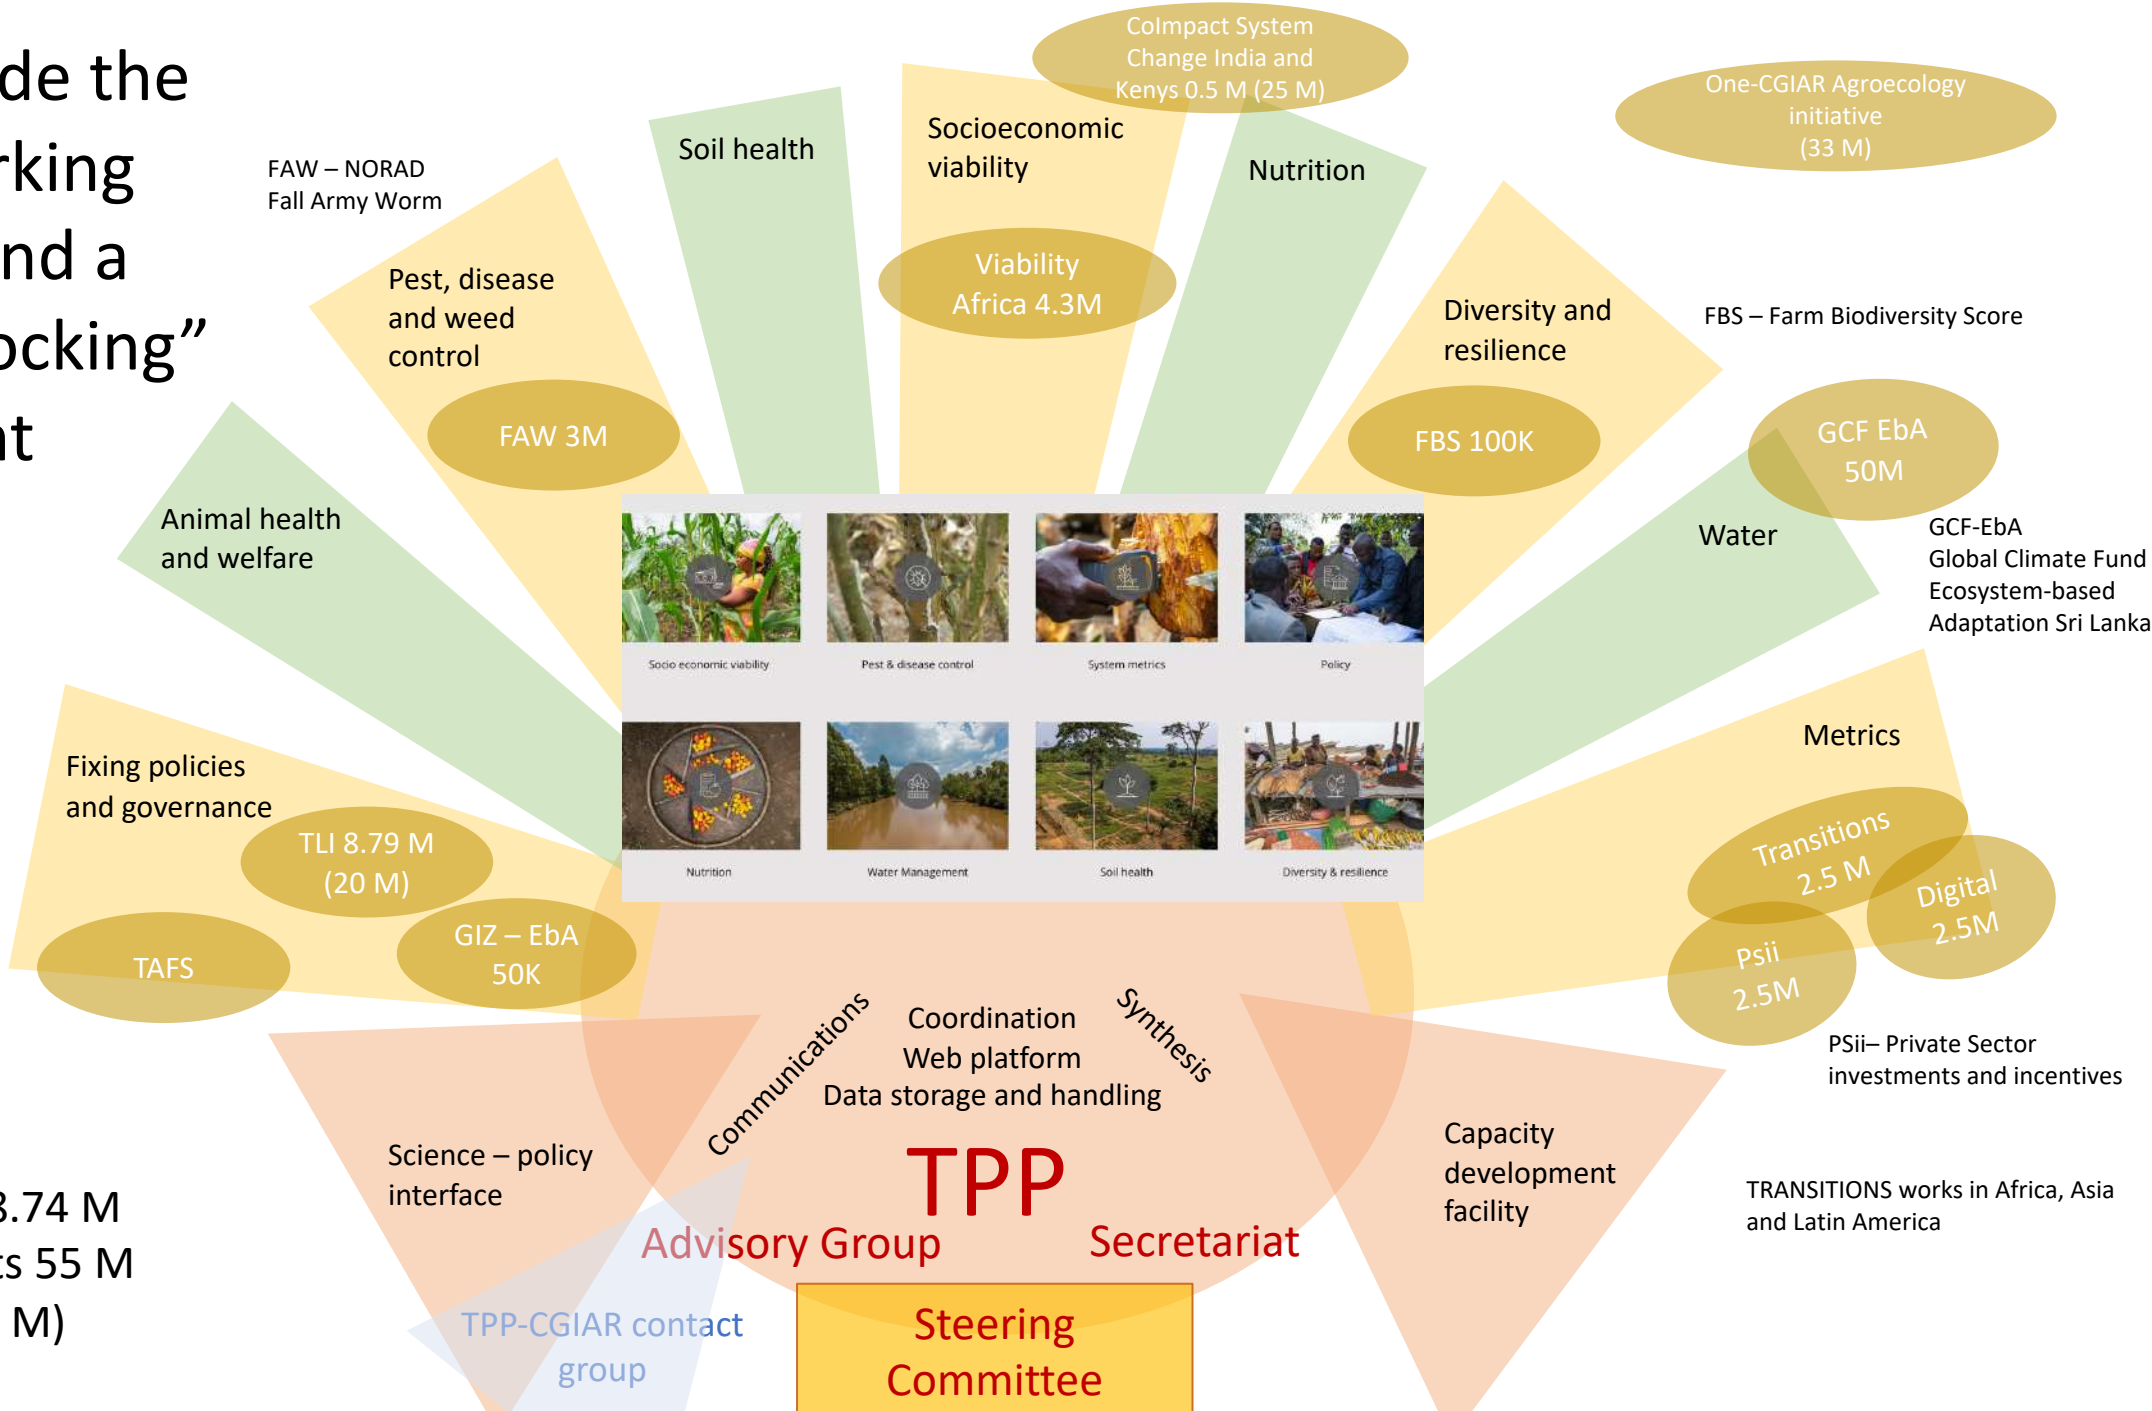 de the
rking
nd a
ocking”
nt
CoImpact System
Change India and
Kenys 0.5 M (25 M)
One-CGIAR Agroecology
initiative
(33 M)
FAW – NORAD
Fall Army Worm
Soil health
Socioeconomic
viability
Nutrition
Pest, disease
and weed
control
Viability
Africa 4.3M
Diversity and
resilience
FBS – Farm Biodiversity Score
FAW 3M
FBS 100K
GCF EbA
50M
Animal health
and welfare
Water
GCF-EbA
Global Climate Fund
Ecosystem-based
Adaptation Sri Lanka
Socio economic viability
Pest & disease control
System metrics
Policy
Nutrition
Water Management
Soil health
Diversity & resilience
Fixing policies
and governance
TLI 8.79 M
(20 M)
GIZ – EbA
50K
TAFS
Metrics
Transitions
2.5 M
Digital
2.5M
Psii
2.5M
PSii– Private Sector
investments and incentives
Communications
Coordination
Web platform
Data storage and handling
Synthesis
Science – policy
interface
TPP
Advisory Group
Secretariat
Capacity
development
facility
TRANSITIONS works in Africa, Asia
and Latin America
3.74 M
ts 55 M
M)
TPP-CGIAR contact
group
Steering
Committee